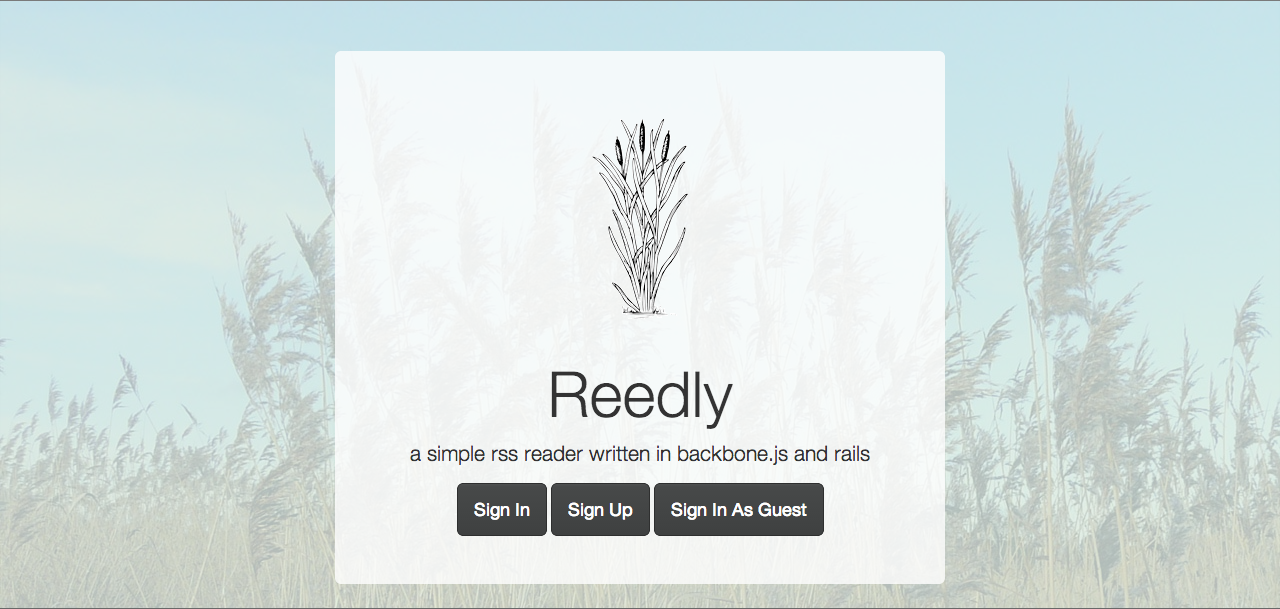 Reedly
a simple rss reader written in backbone.js and rails
Sign In Sign Up Sign In As Guest